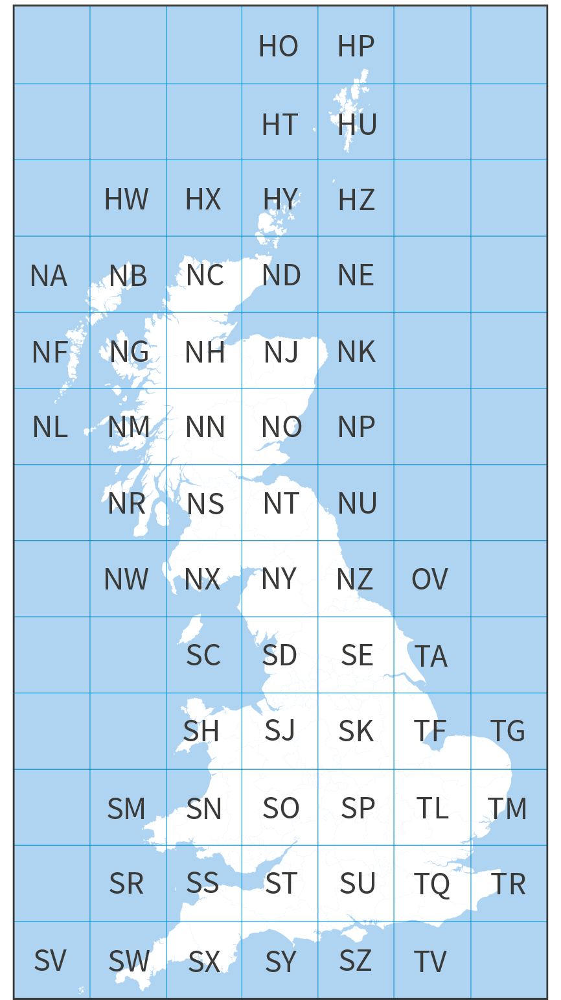 HO HP
HT HU
HW HX HY HZ
NA NB NC ND NE
NF NG NH NJ NK
NL NM NN NO NP
NR NS NT NU
NW NX NY NZ OV
SC SD SE TA
SH SJ SK TF TG
SM SN SO SP TL TM
SR SS ST SU TQ TR
SV SW SX SY SZ TV